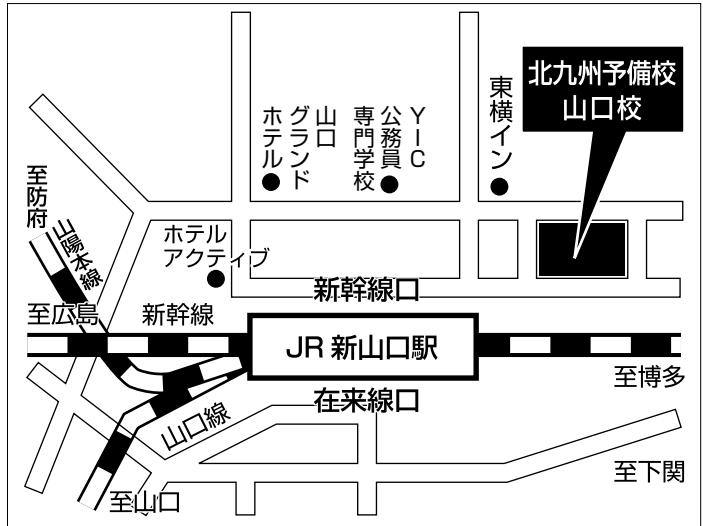 北九州予備校
山口校
東横イン
YIC
公務員
専門学校
山口
グランド
ホテル
至防府
山陽本線
ホテル
アクティブ
新幹線口
至広島
新幹線
JR 新山口駅
至博多
在来線口
山口線
至山口
至下関